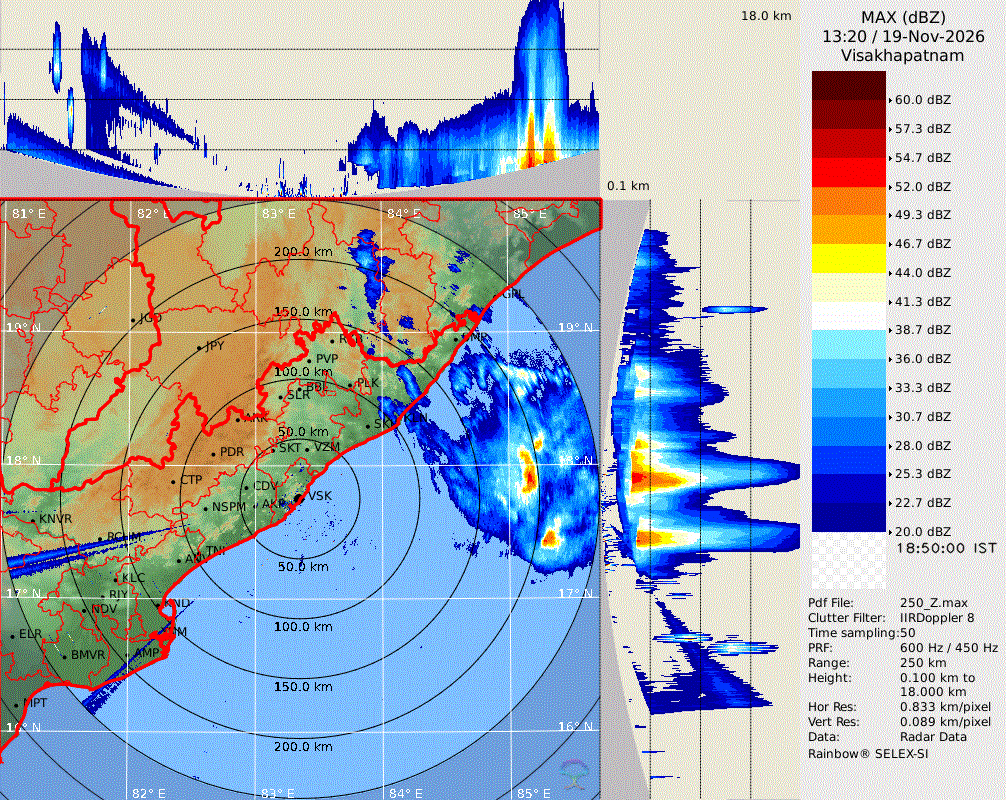 18.0 km
0.1 km
MAX (dBZ)
13:20 / 19-Nov-2026
Visakhapatnam
60.0 dBZ
57.3 dBZ
54.7 dBZ
52.0 dBZ
49.3 dBZ
46.7 dBZ
44.0 dBZ
41.3 dBZ
38.7 dBZ
36.0 dBZ
33.3 dBZ
30.7 dBZ
28.0 dBZ
25.3 dBZ
22.7 dBZ
20.0 dBZ
18:50:00 IST
Pdf File: 250_Z.max
Clutter Filter: IIRDoppler 8
Time sampling:50
PRF: 600 Hz / 450 Hz
Range: 250 km
Height: 0.100 km to
18.000 km
Hor Res: 0.833 km/pixel
Vert Res: 0.089 km/pixel
Data: Radar Data
Rainbow® SELEX-SI
81° E
82° E
83° E
84° E
85° E
200.0 km
150.0 km
19° N
JPY
PVP
100.0 km
PLK
SLR
50.0 km
SKT
VZM
18° N
PDR
CTP
CDV
VSK
NSPM
KNVR
50.0 km
KLC
17° N
RJY
NDV
100.0 km
ELR
BMVR
AMP
150.0 km
16° N
200.0 km
82° E
83° E
84° E
85° E